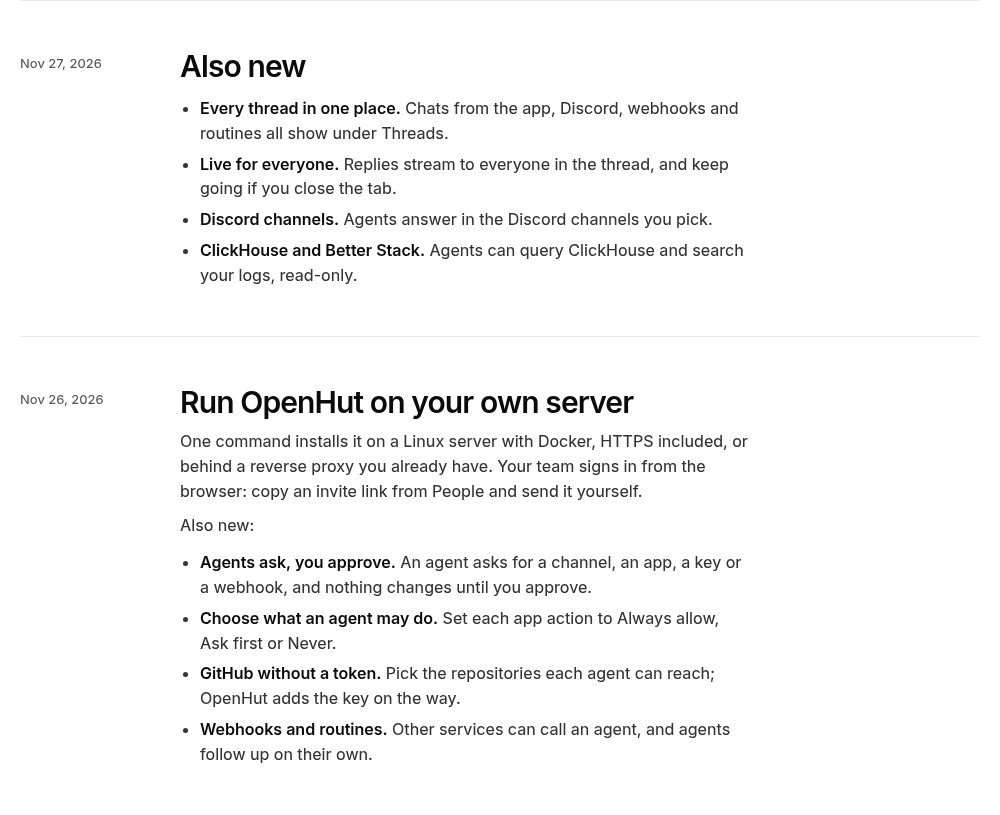 Nov 27, 2026
Also new
• Every thread in one place. Chats from the app, Discord, webhooks and
routines all show under Threads.
• Live for everyone. Replies stream to everyone in the thread, and keep
going if you close the tab.
• Discord channels. Agents answer in the Discord channels you pick.
• ClickHouse and Better Stack. Agents can query ClickHouse and search
your logs, read-only.
Nov 26, 2026
Run OpenHut on your own server
One command installs it on a Linux server with Docker, HTTPS included, or
behind a reverse proxy you already have. Your team signs in from the
browser: copy an invite link from People and send it yourself.
Also new:
• Agents ask, you approve. An agent asks for a channel, an app, a key or
a webhook, and nothing changes until you approve.
• Choose what an agent may do. Set each app action to Always allow,
Ask first or Never.
• GitHub without a token. Pick the repositories each agent can reach;
OpenHut adds the key on the way.
• Webhooks and routines. Other services can call an agent, and agents
follow up on their own.